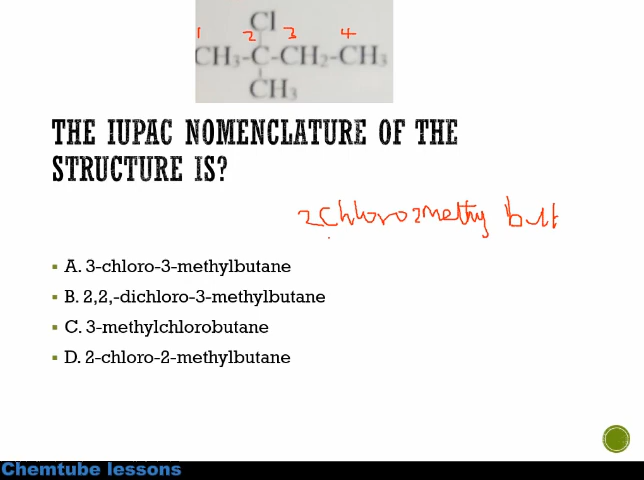 Cl
1 2 3 4
CH3-C-CH2-CH3
CH3
THE IUPAC NOMENCLATURE OF THE
STRUCTURE IS?
2chloro2methy but
A. 3-chloro-3-methylbutane
B. 2,2,-dichloro-3-methylbutane
C. 3-methylchlorobutane
D. 2-chloro-2-methylbutane
Chemtube lessons